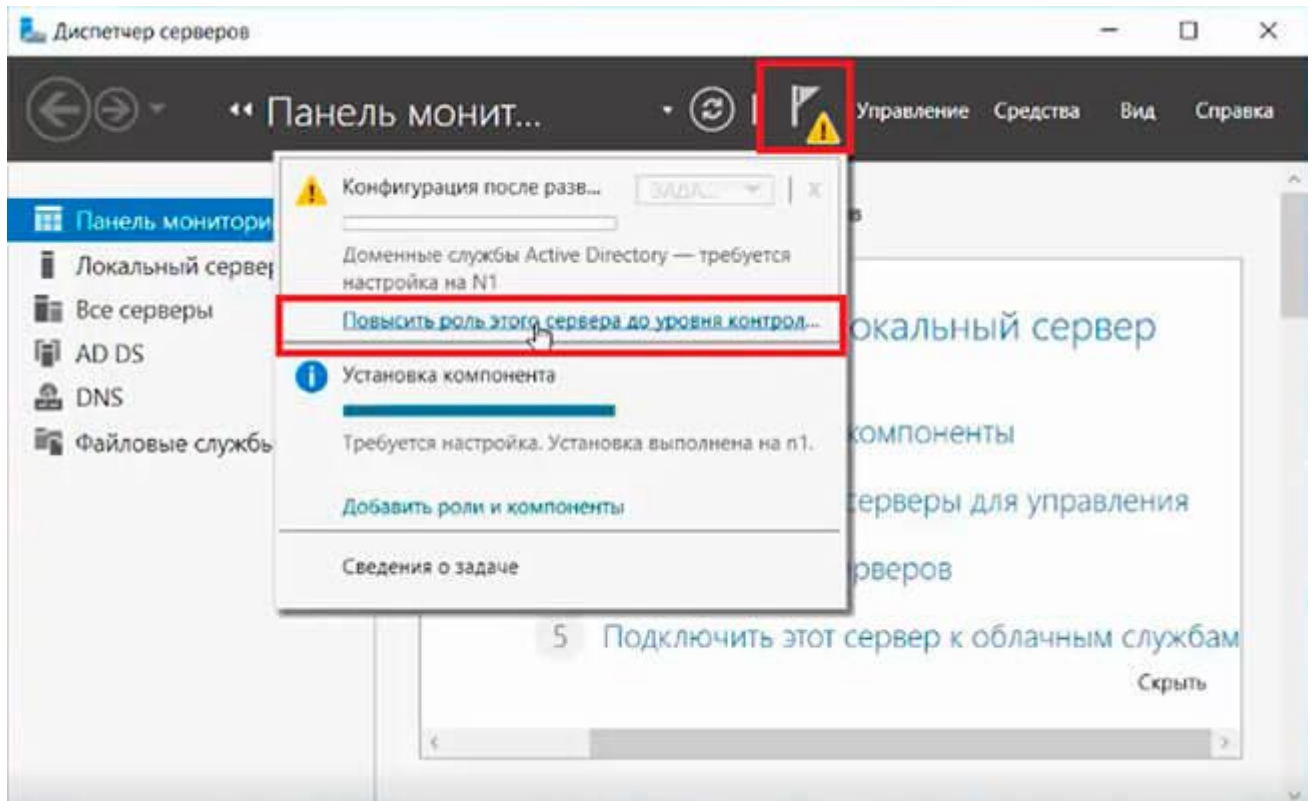 Диспетчер серверов
Панель монит...
Управление Средства Вид Справка
Конфигурация после разв...
ЗАДА... X
Доменные службы Active Directory — требуется
настройка на N1
Повысить роль этого сервера до уровня контрол...
Установка компонента
Требуется настройка. Установка выполнена на n1.
Добавить роли и компоненты
Сведения о задаче
Панель монитори
Локальный сервер
Все серверы
AD DS
DNS
Файловые службы
в
окальный сервер
компоненты
серверы для управления
рверов
5 Подключить этот сервер к облачным службам
Скрыть